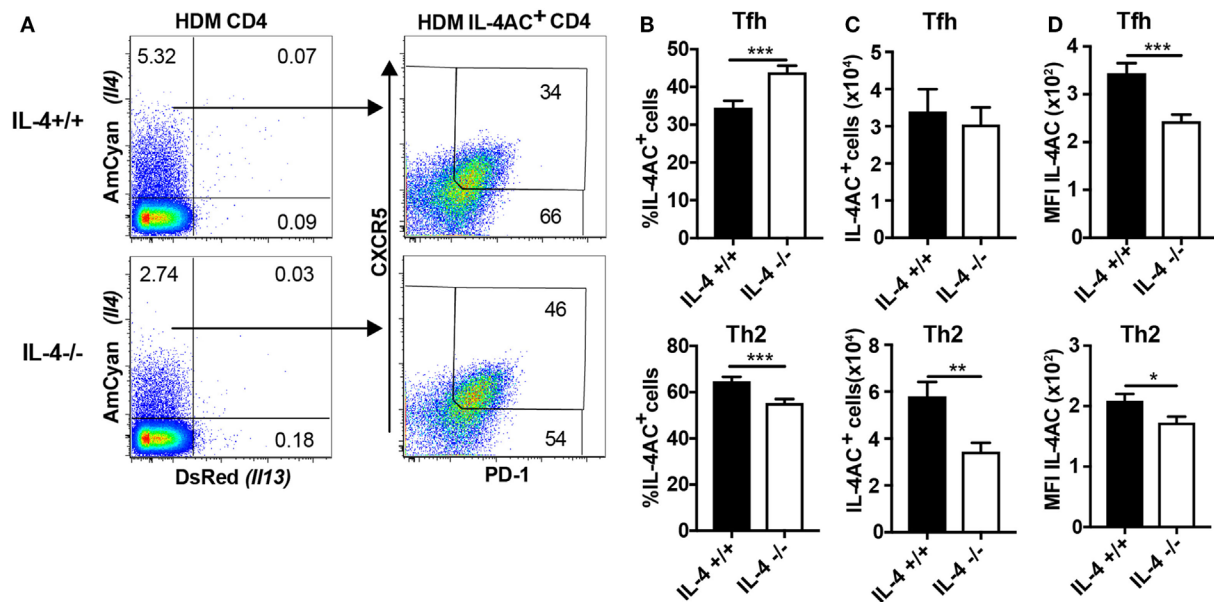 A
HDM CD4
HDM IL-4AC+ CD4
IL-4+/+
AmCyan (Il4)
5.32
0.07
0.09
CXCR5
34
66
IL-4-/-
AmCyan (Il4)
2.74
0.03
0.18
46
54
DsRed (Il13)
PD-1
B
Tfh
%IL-4AC+cells
50
40
30
20
10
0
***
IL-4 +/+
IL-4 -/-
C
Tfh
IL-4AC+cells (x10⁴)
5
4
3
2
1
0
IL-4 +/+
IL-4 -/-
D
Tfh
MFI IL-4AC (x10²)
4
3
2
1
0
***
IL-4 +/+
IL-4 -/-
Th2
%IL-4AC+cells
80
60
40
20
0
***
IL-4 +/+
IL-4 -/-
Th2
IL-4AC+cells(x10⁴)
8
6
4
2
0
**
IL-4 +/+
IL-4 -/-
Th2
MFI IL-4AC (x10²)
3
2
1
0
*
IL-4 +/+
IL-4 -/-